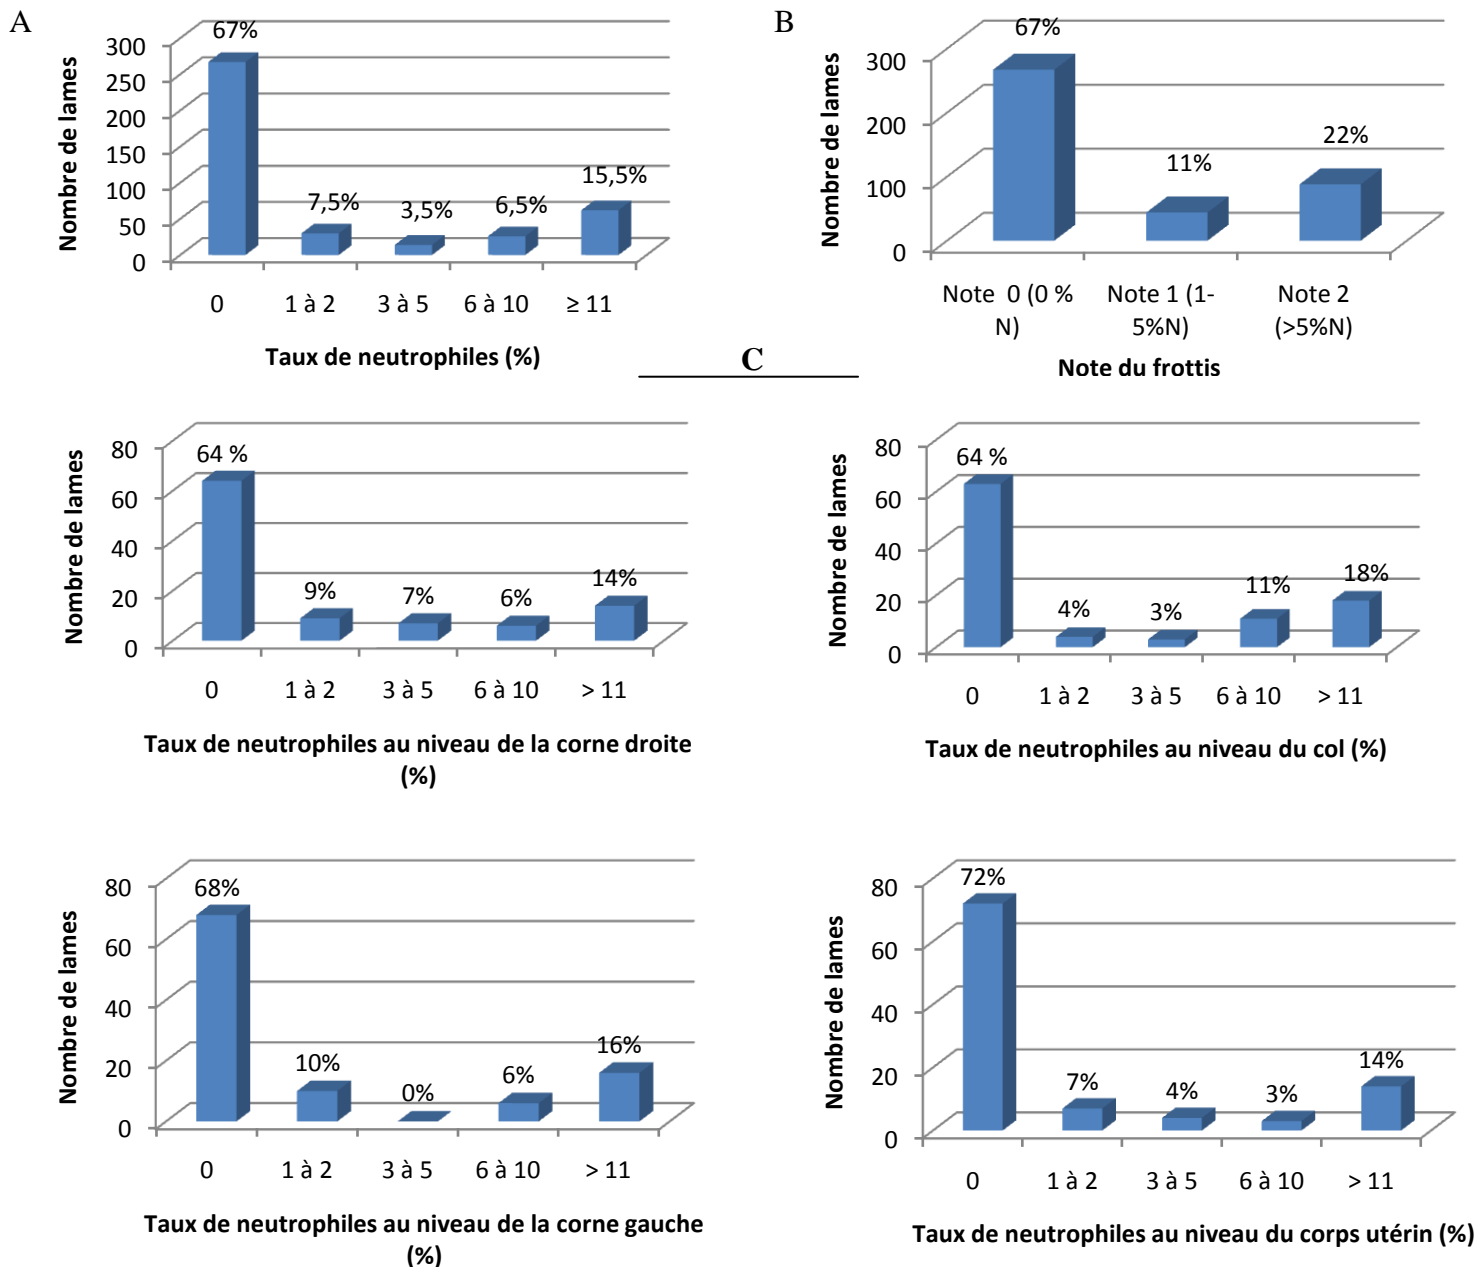 A
Nombre de lames
300
250
200
150
100
50
0
67%
7,5%
3,5%
6,5%
15,5%
0
1 à 2
3 à 5
6 à 10
≥ 11
Taux de neutrophiles (%)
B
Nombre de lames
300
200
100
0
67%
11%
22%
Note 0 (0 %
N)
Note 1 (1-
5%N)
Note 2
(>5%N)
Note du frottis
C
Nombre de lames
80
60
40
20
0
64 %
9%
7%
6%
14%
0
1 à 2
3 à 5
6 à 10
> 11
Taux de neutrophiles au niveau de la corne droite
(%)
Nombre de lames
80
60
40
20
0
64 %
4%
3%
11%
18%
0
1 à 2
3 à 5
6 à 10
> 11
Taux de neutrophiles au niveau du col (%)
Nombre de lames
80
60
40
20
0
68%
10%
0%
6%
16%
0
1 à 2
3 à 5
6 à 10
> 11
Taux de neutrophiles au niveau de la corne gauche
(%)
Nombre de lames
80
60
40
20
0
72%
7%
4%
3%
14%
0
1 à 2
3 à 5
6 à 10
> 11
Taux de neutrophiles au niveau du corps utérin (%)